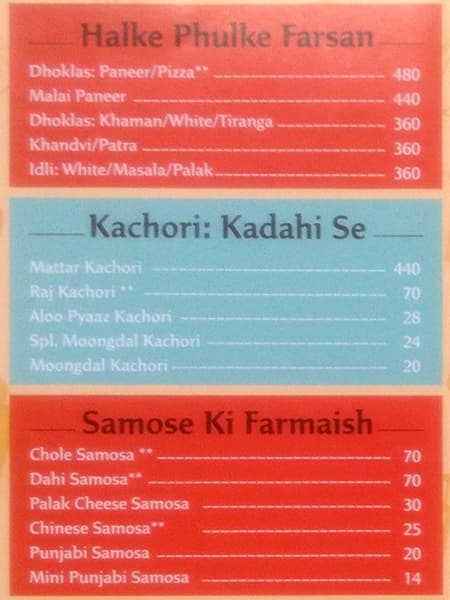 Halke Phulke Farsan
Dhoklas: Paneer/Pizza** 480
Malai Paneer 440
Dhoklas: Khaman/White/Tiranga 360
Khandvi/Patra 360
Idli: White/Masala/Palak 360
Kachori: Kadahi Se
Mattar Kachori 440
Raj Kachori ** 70
Aloo Pyaaz Kachori 28
Spl. Moongdal Kachori 24
Moongdal Kachori 20
Samose Ki Farmaish
Chole Samosa ** 70
Dahi Samosa** 70
Palak Cheese Samosa 30
Chinese Samosa** 25
Punjabi Samosa 20
Mini Punjabi Samosa 14